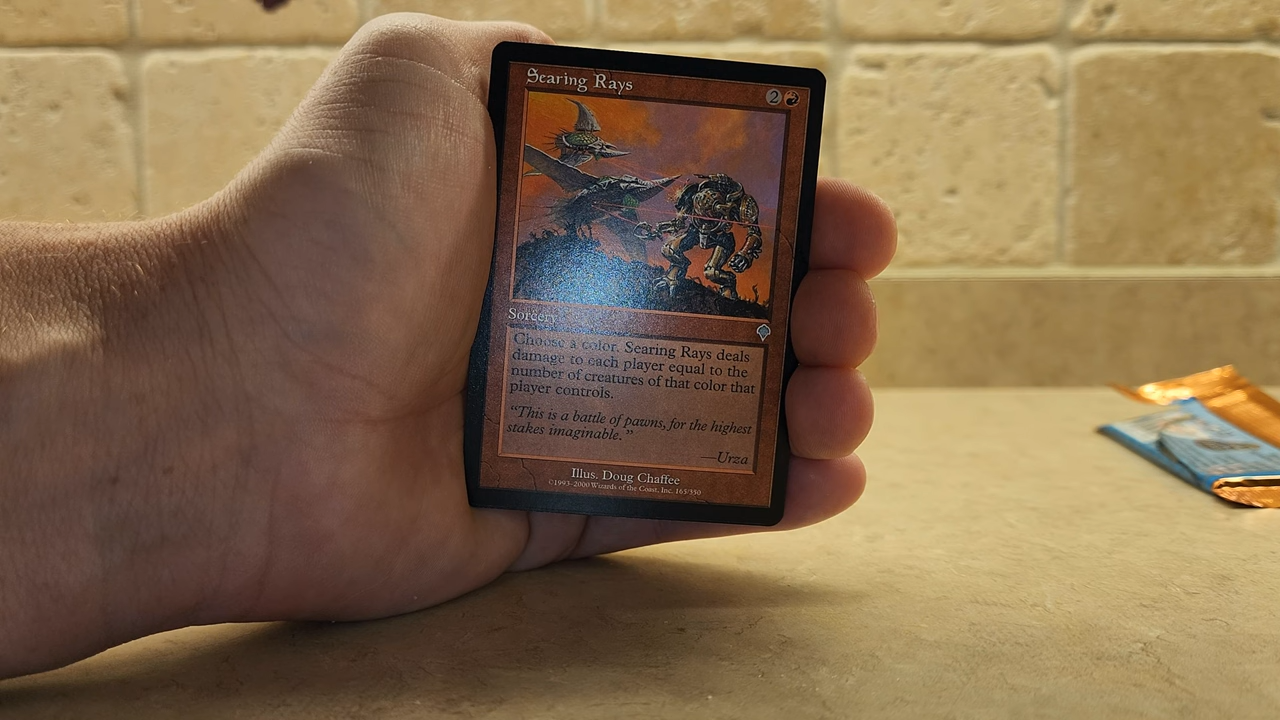 Searing Rays
2
Sorcery
Choose a color. Searing Rays deals
damage to each player equal to the
number of creatures of that color that
player controls.
"This is a battle of pawns, for the highest
stakes imaginable."
—Urza
Illus. Doug Chaffee
©1993–2000 Wizards of the Coast, Inc. 165/350